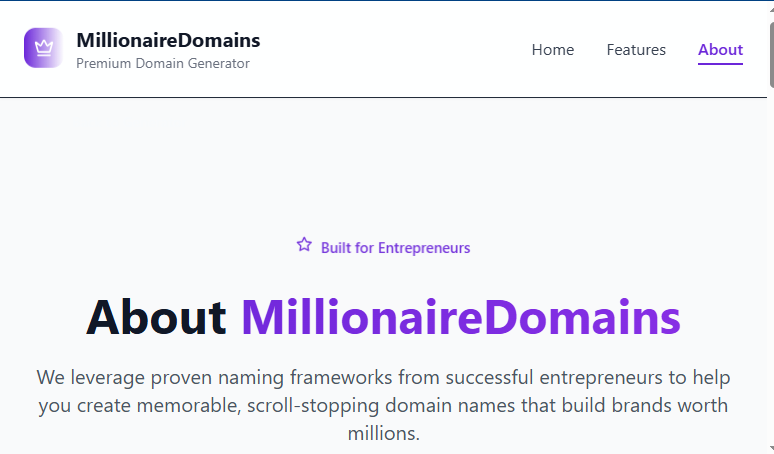 MillionaireDomains
Premium Domain Generator
Home Features About
Built for Entrepreneurs
About MillionaireDomains
We leverage proven naming frameworks from successful entrepreneurs to help
you create memorable, scroll-stopping domain names that build brands worth
millions.